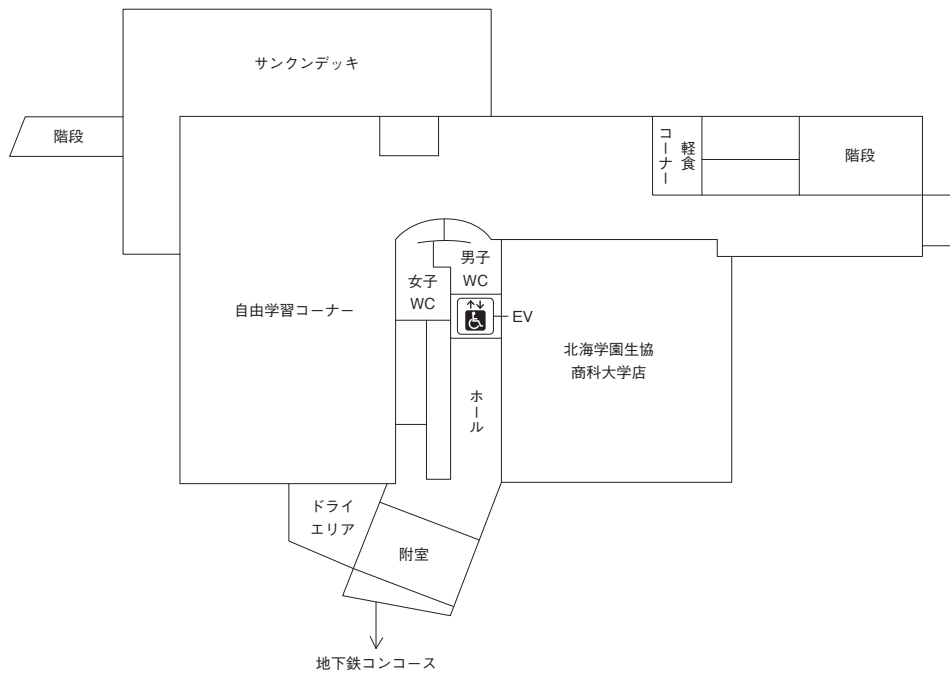 サンクンデッキ
階段
軽食
コーナー
階段
男子
WC
女子
WC
自由学習コーナー
EV
北海学園生協
商科大学店
ホール
ドライ
エリア
附室
地下鉄コンコース